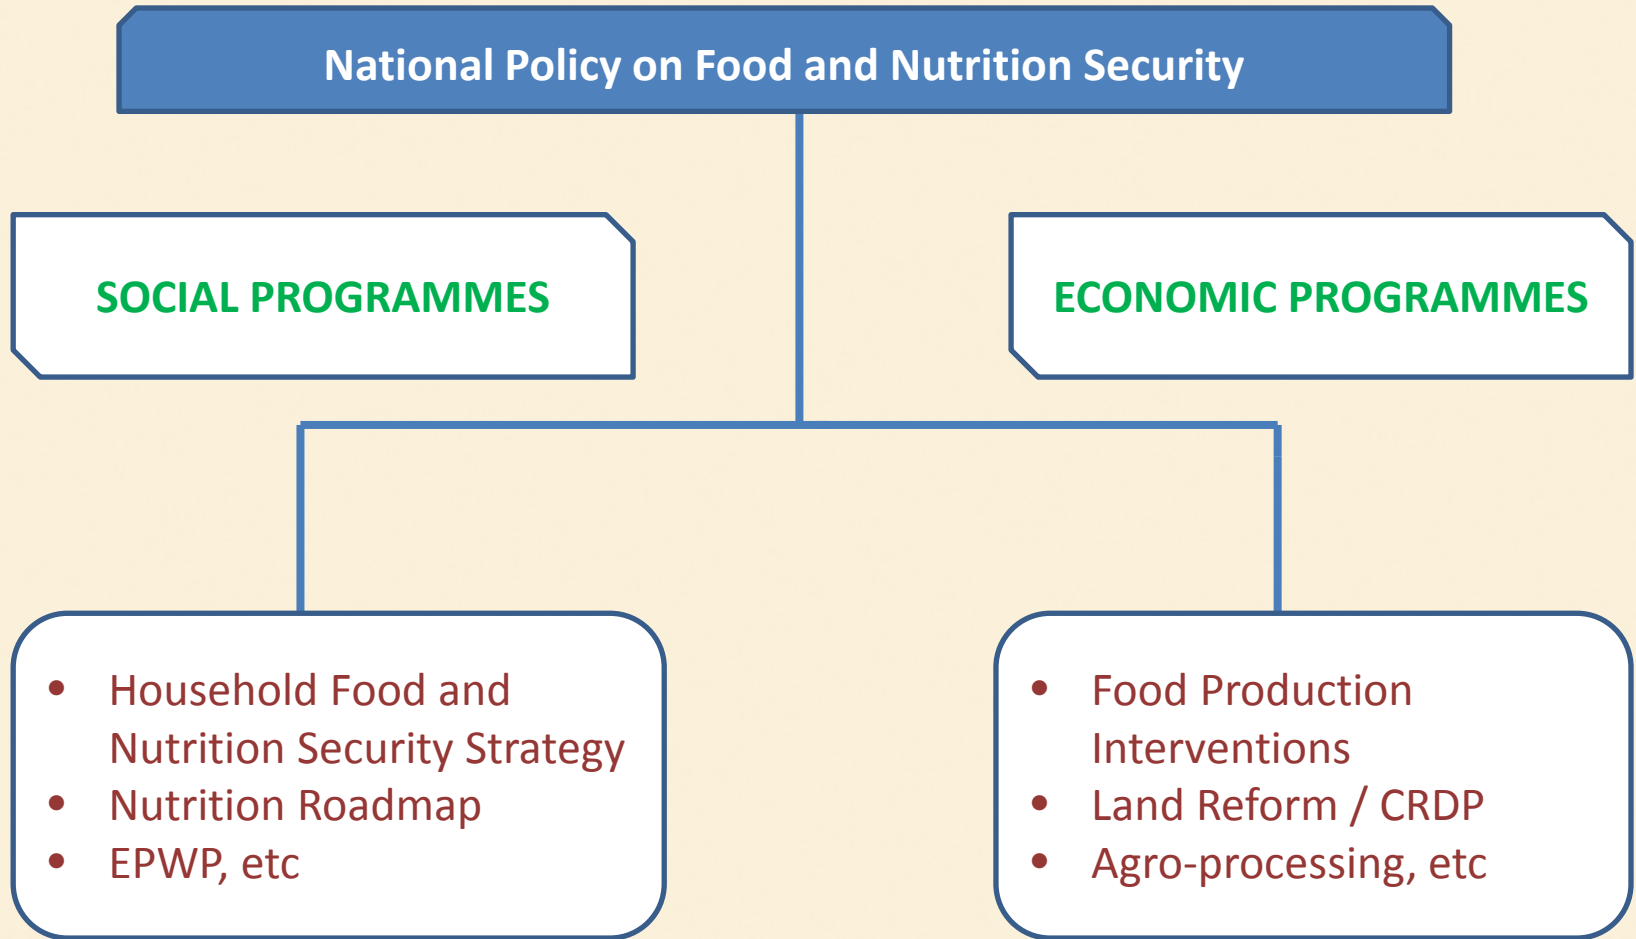 National Policy on Food and Nutrition Security
SOCIAL PROGRAMMES
ECONOMIC PROGRAMMES
• Household Food and
Nutrition Security Strategy
• Nutrition Roadmap
• EPWP, etc
• Food Production
Interventions
• Land Reform / CRDP
• Agro-processing, etc